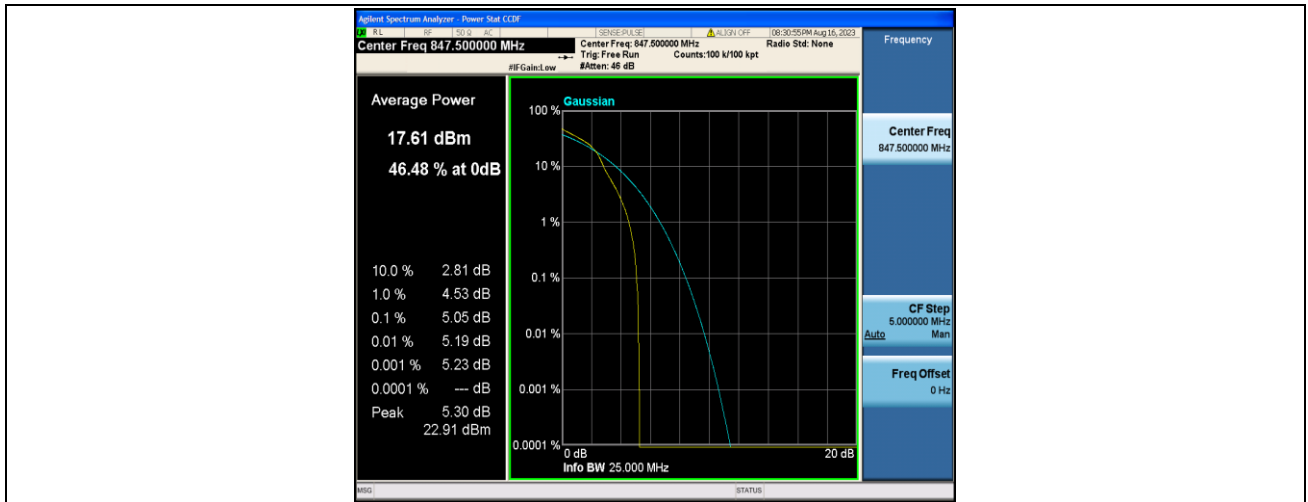 Agilent Spectrum Analyzer - Power Stat CCDF
LXI RL RF 50 Ω AC SENSE:PULSE ALIGN OFF 08:30:55PM Aug 16, 2023
Center Freq 847.500000 MHz
Center Freq: 847.500000 MHz Radio Std: None
Trig: Free Run Counts:100 k/100 kpt
#IFGain:Low #Atten: 46 dB
Frequency
Average Power
17.61 dBm
46.48 % at 0dB
10.0 % 2.81 dB
1.0 % 4.53 dB
0.1 % 5.05 dB
0.01 % 5.19 dB
0.001 % 5.23 dB
0.0001 % --- dB
Peak 5.30 dB
22.91 dBm
Gaussian
100 %
10 %
1 %
0.1 %
0.01 %
0.001 %
0.0001 %
0 dB 20 dB
Info BW 25.000 MHz
Center Freq
847.500000 MHz
CF Step
5.000000 MHz
Auto Man
Freq Offset
0 Hz
MSG STATUS